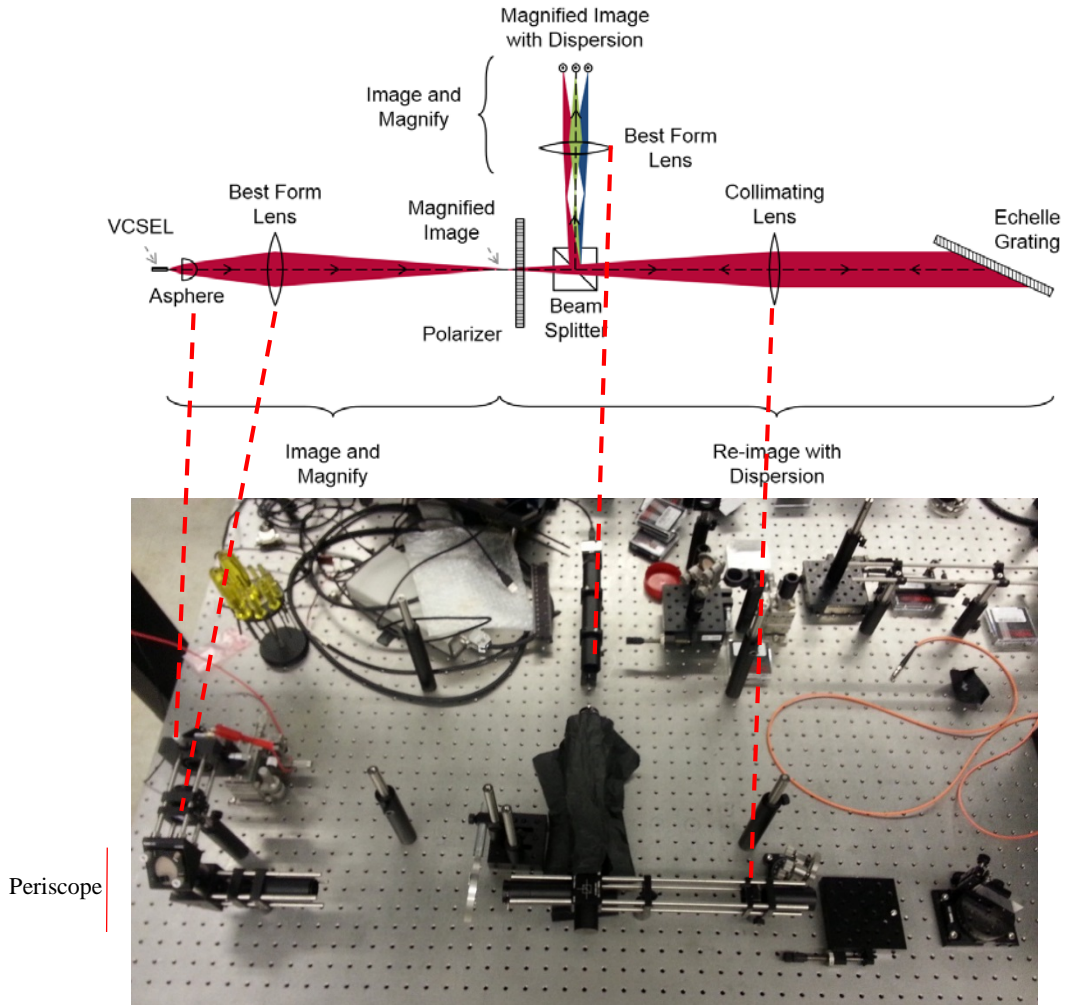 Magnified Image
with Dispersion
Image and
Magnify
Best Form
Lens
Best Form
Lens
Magnified
Image
Collimating
Lens
Echelle
Grating
VCSEL
Asphere
Beam
Splitter
Polarizer
Image and
Magnify
Re-image with
Dispersion
Periscope